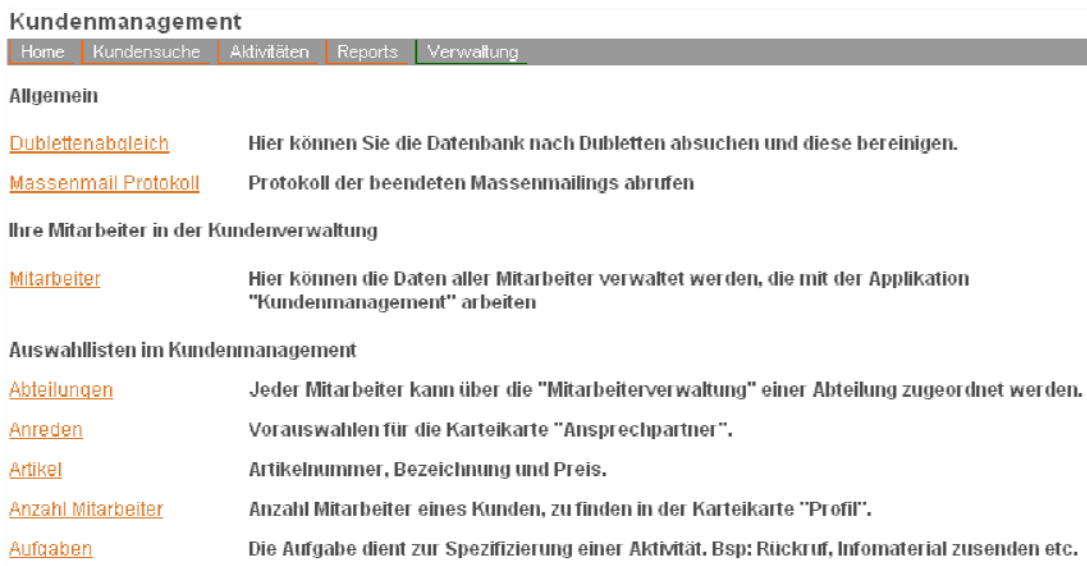 Kundenmanagement
Home Kundensuche Aktivitäten Reports Verwaltung
Allgemein
Dublettenabgleich Hier können Sie die Datenbank nach Dubletten absuchen und diese bereinigen.
Massenmail Protokoll Protokoll der beendeten Massenmailings abrufen
Ihre Mitarbeiter in der Kundenverwaltung
Mitarbeiter Hier können die Daten aller Mitarbeiter verwaltet werden, die mit der Applikation
"Kundenmanagement" arbeiten
Auswahllisten im Kundenmanagement
Abteilungen Jeder Mitarbeiter kann über die "Mitarbeiterverwaltung" einer Abteilung zugeordnet werden.
Anreden Vorauswahlen für die Karteikarte "Ansprechpartner".
Artikel Artikelnummer, Bezeichnung und Preis.
Anzahl Mitarbeiter Anzahl Mitarbeiter eines Kunden, zu finden in der Karteikarte "Profil".
Aufgaben Die Aufgabe dient zur Spezifizierung einer Aktivität. Bsp: Rückruf, Infomaterial zusenden etc.